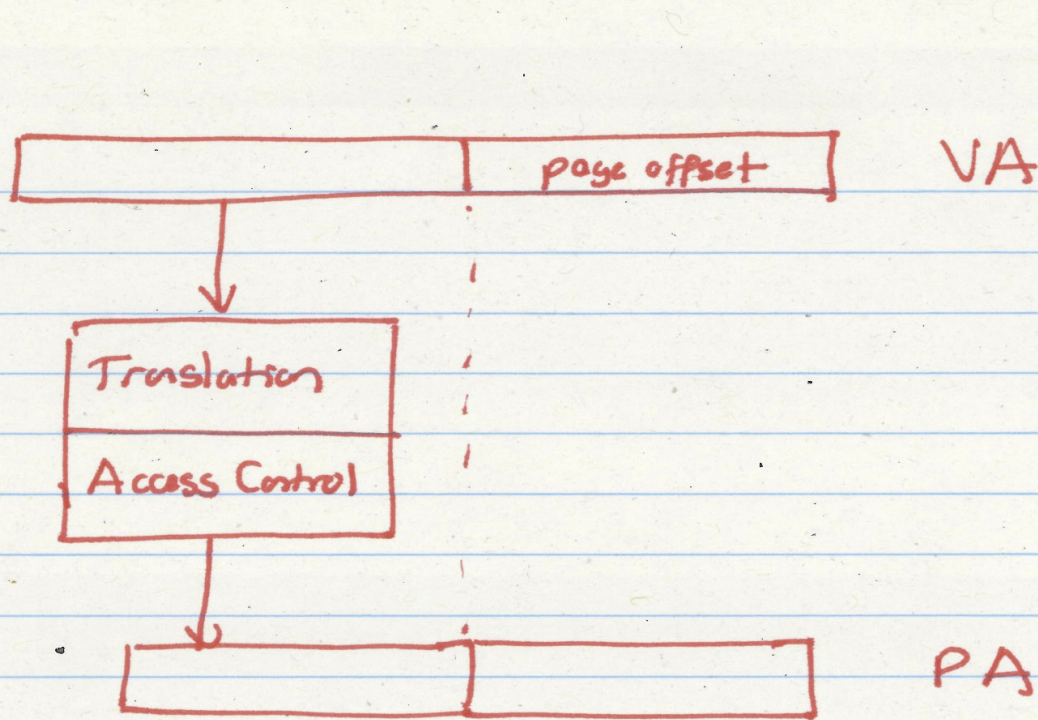 page offset VA
Translation
Access Control
PA